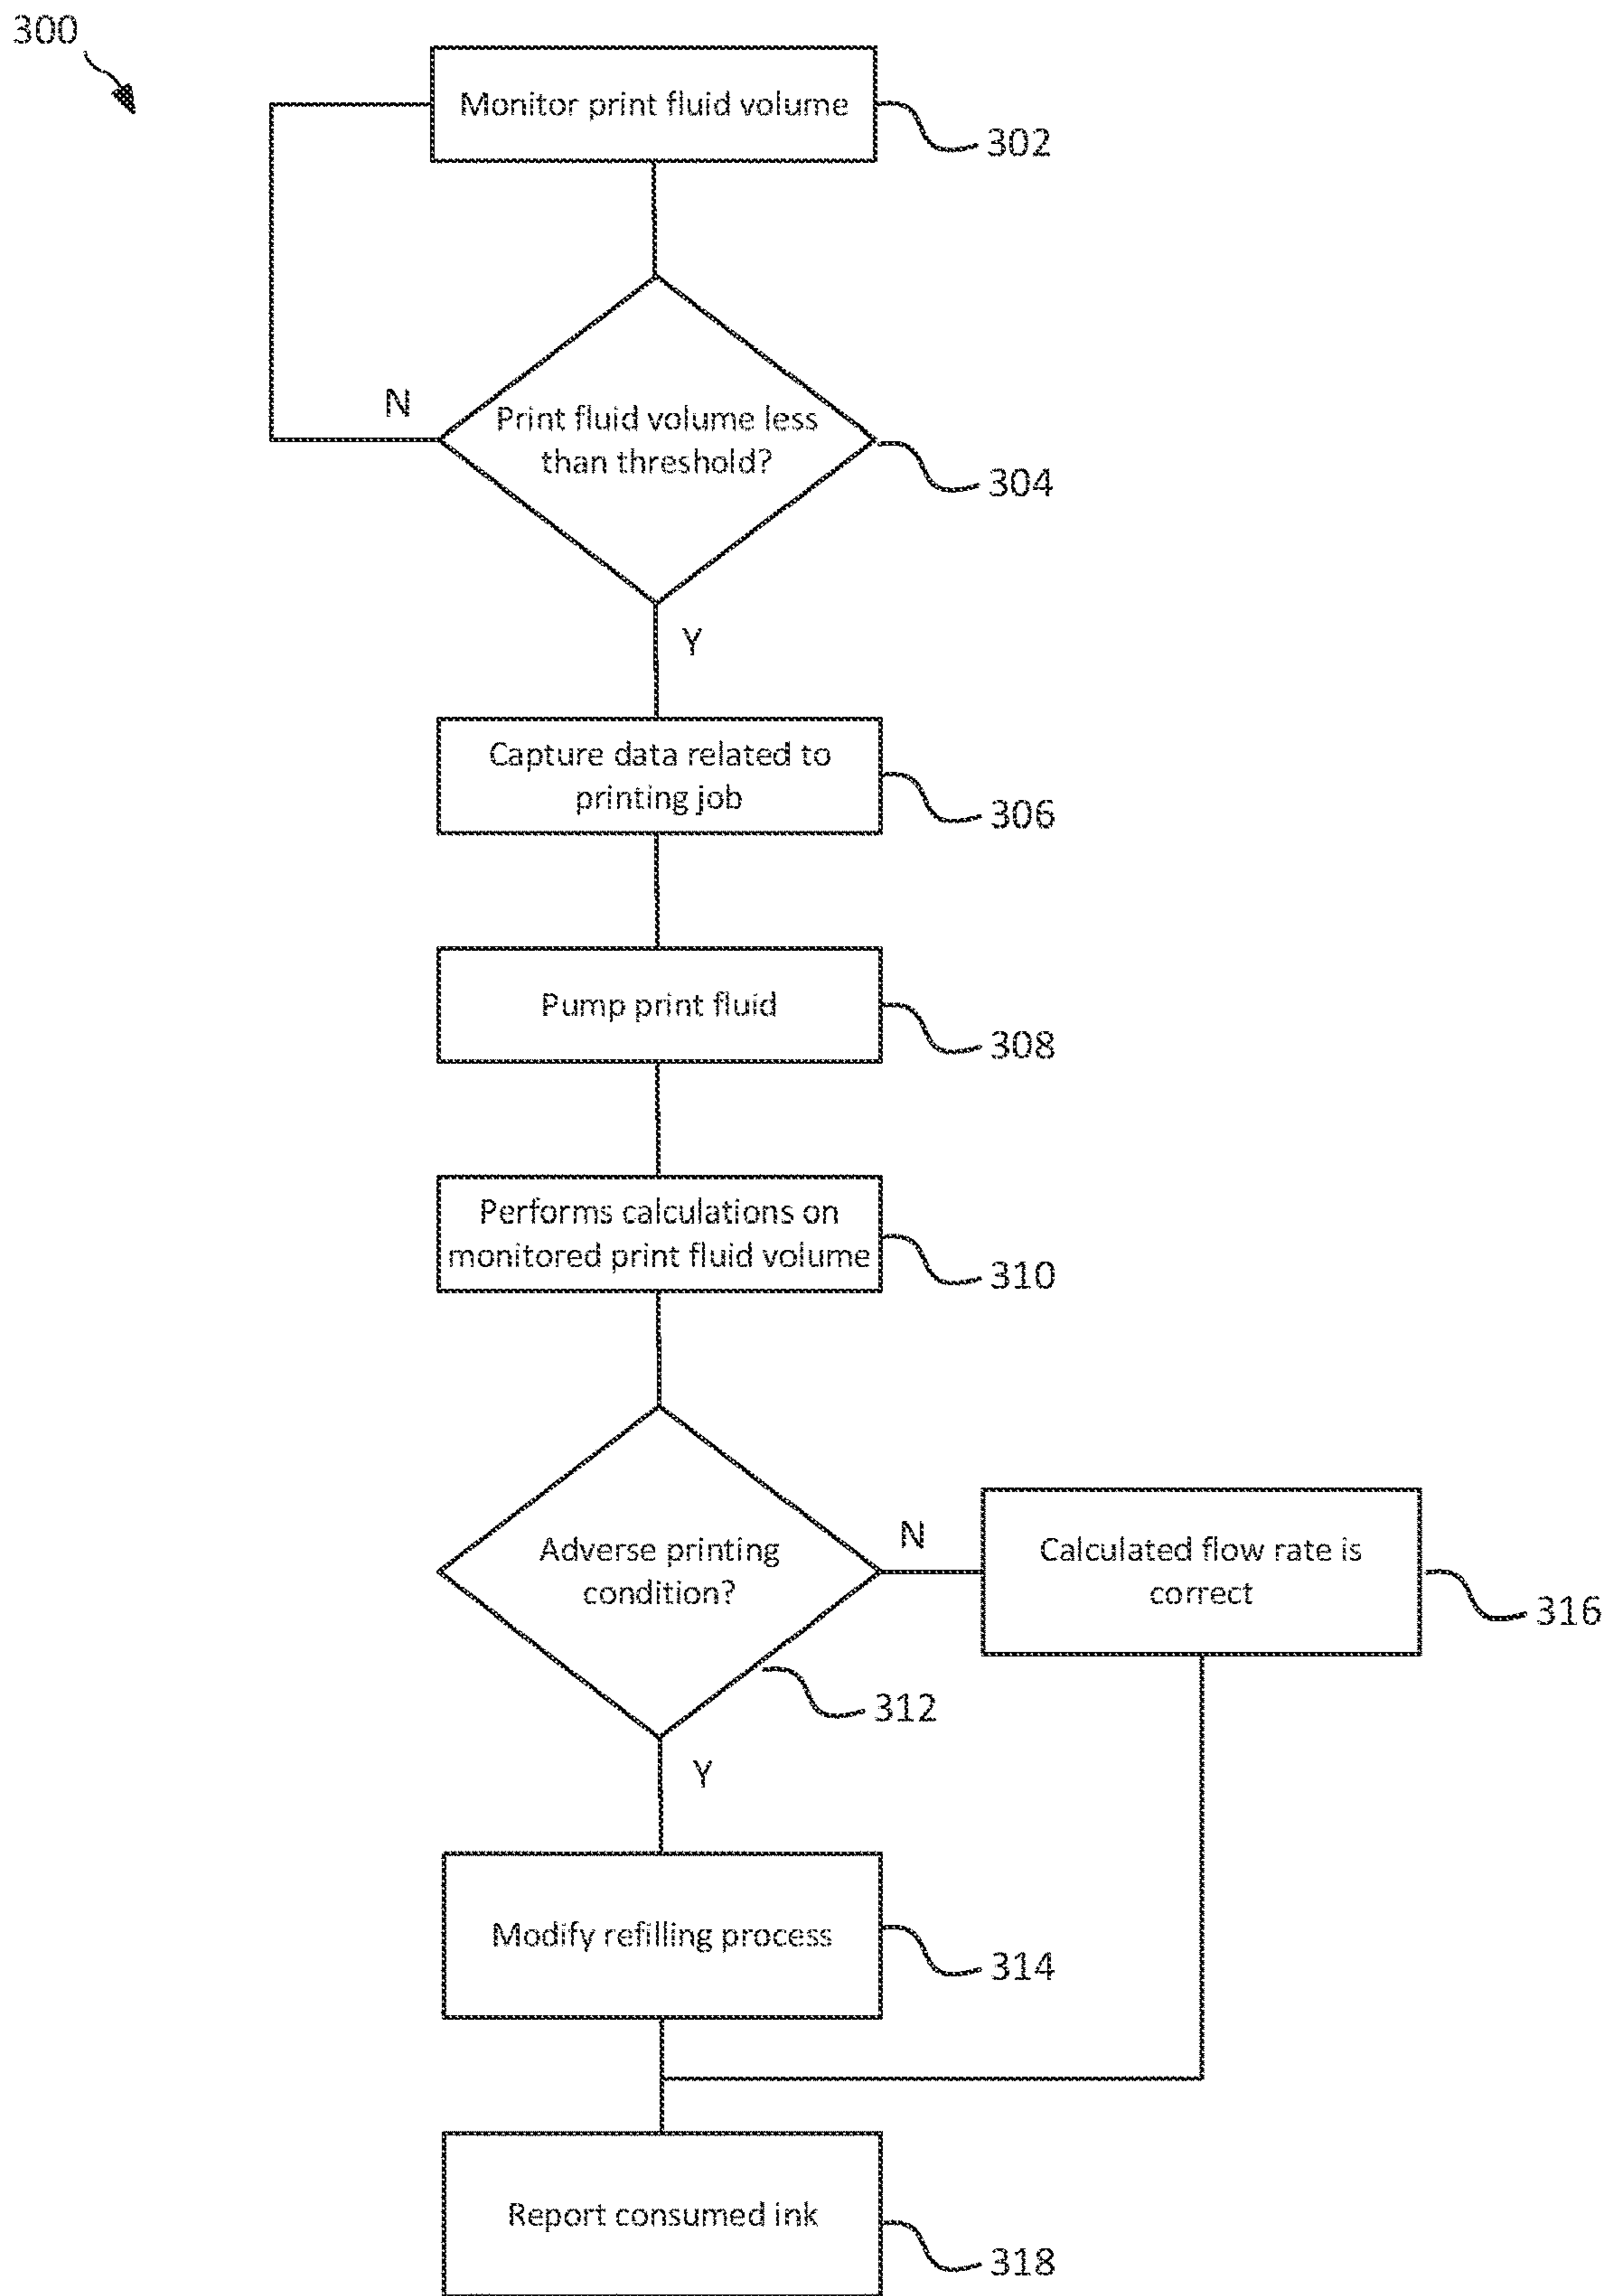 300
Monitor print fluid volume
302
N
Print fluid volume less
than threshold?
304
Y
Capture data related to
printing job
306
Pump print fluid
308
Performs calculations on
monitored print fluid volume
310
Adverse printing
condition?
312
N
Calculated flow rate is
correct
316
Y
Modify refilling process
314
Report consumed ink
318